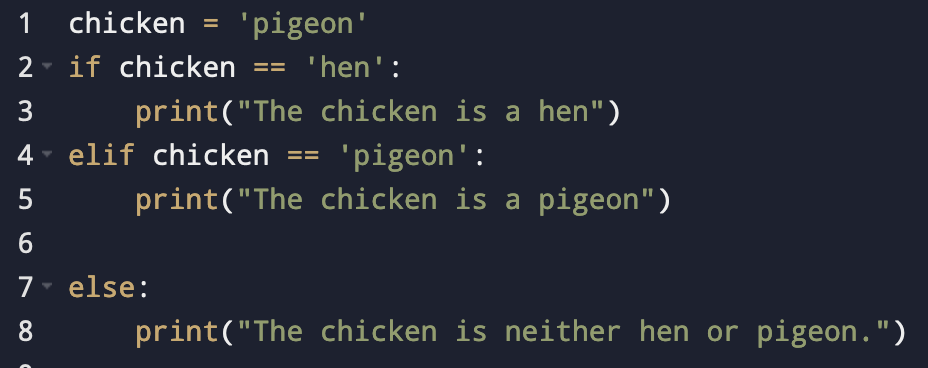 1 chicken = 'pigeon'
2 if chicken == 'hen':
3     print("The chicken is a hen")
4 elif chicken == 'pigeon':
5     print("The chicken is a pigeon")
6
7 else:
8     print("The chicken is neither hen or pigeon.")